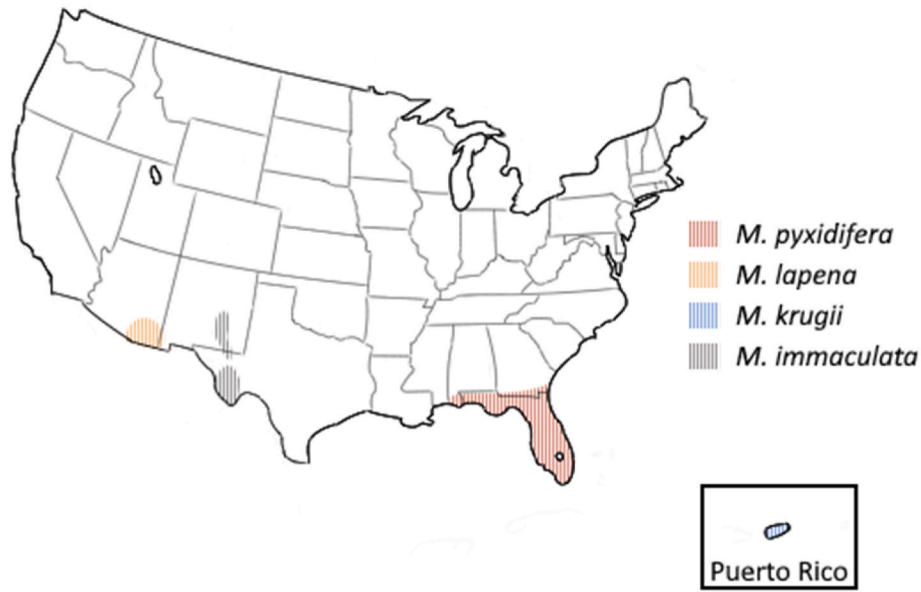 M. pyxidifera
M. lapena
M. krugii
M. immaculata
Puerto Rico